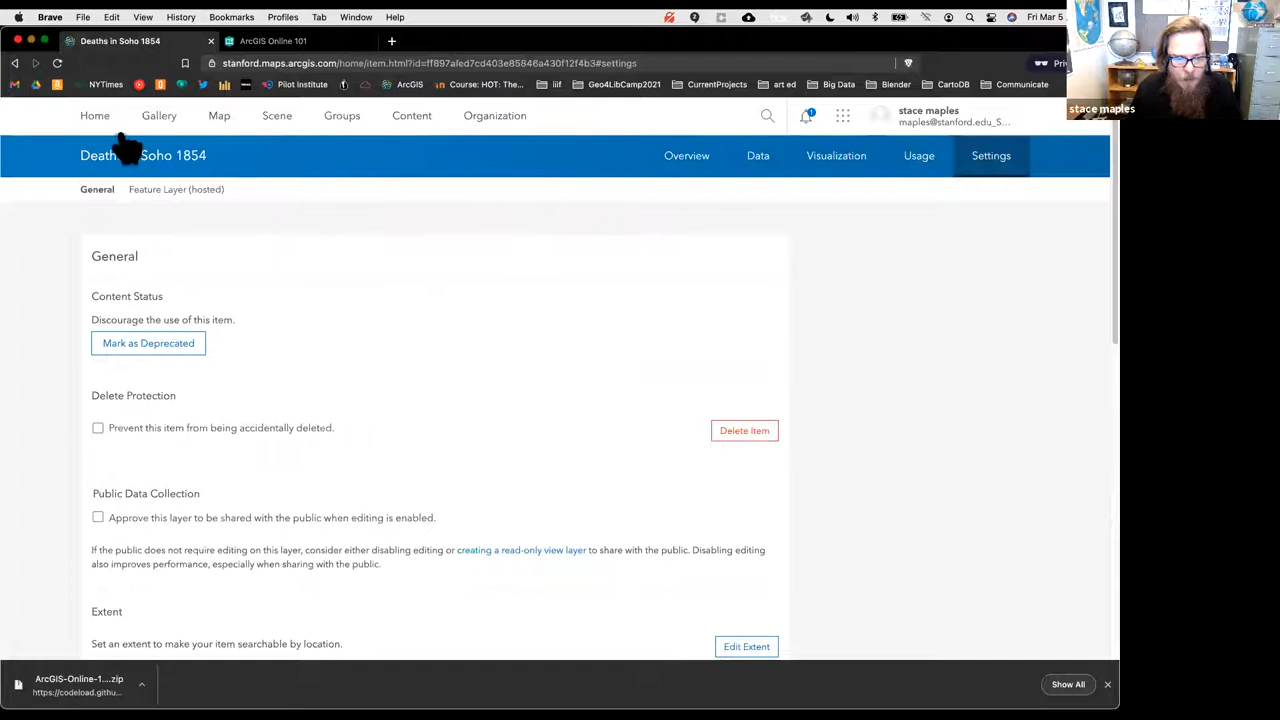 Brave File Edit View History Bookmarks Profiles Tab Window Help Fri Mar 5
Deaths in Soho 1854 ArcGIS Online 101
stanford.maps.arcgis.com/home/item.html?id=ff897afed7cd403e85846a430f12f4b3#settings
NYTimes Pilot Institute ArcGIS Course: HOT: The... iiif Geo4LibCamp2021 CurrentProjects art ed Big Data Blender CartoDB Communicate
stace maples
Home Gallery Map Scene Groups Content Organization
1
stace maples
maples@stanford.edu_S...
Soho 1854 Overview Data Visualization Usage Settings
General Feature Layer (hosted)
General
Content Status
Discourage the use of this item.
Mark as Deprecated
Delete Protection
Prevent this item from being accidentally deleted. Delete Item
Public Data Collection
Approve this layer to be shared with the public when editing is enabled.
If the public does not require editing on this layer, consider either disabling editing or creating a read-only view layer to share with the public. Disabling editing
also improves performance, especially when sharing with the public.
Extent
Set an extent to make your item searchable by location. Edit Extent
ArcGIS-Online-1....zip
https://codeload.githu... Show All